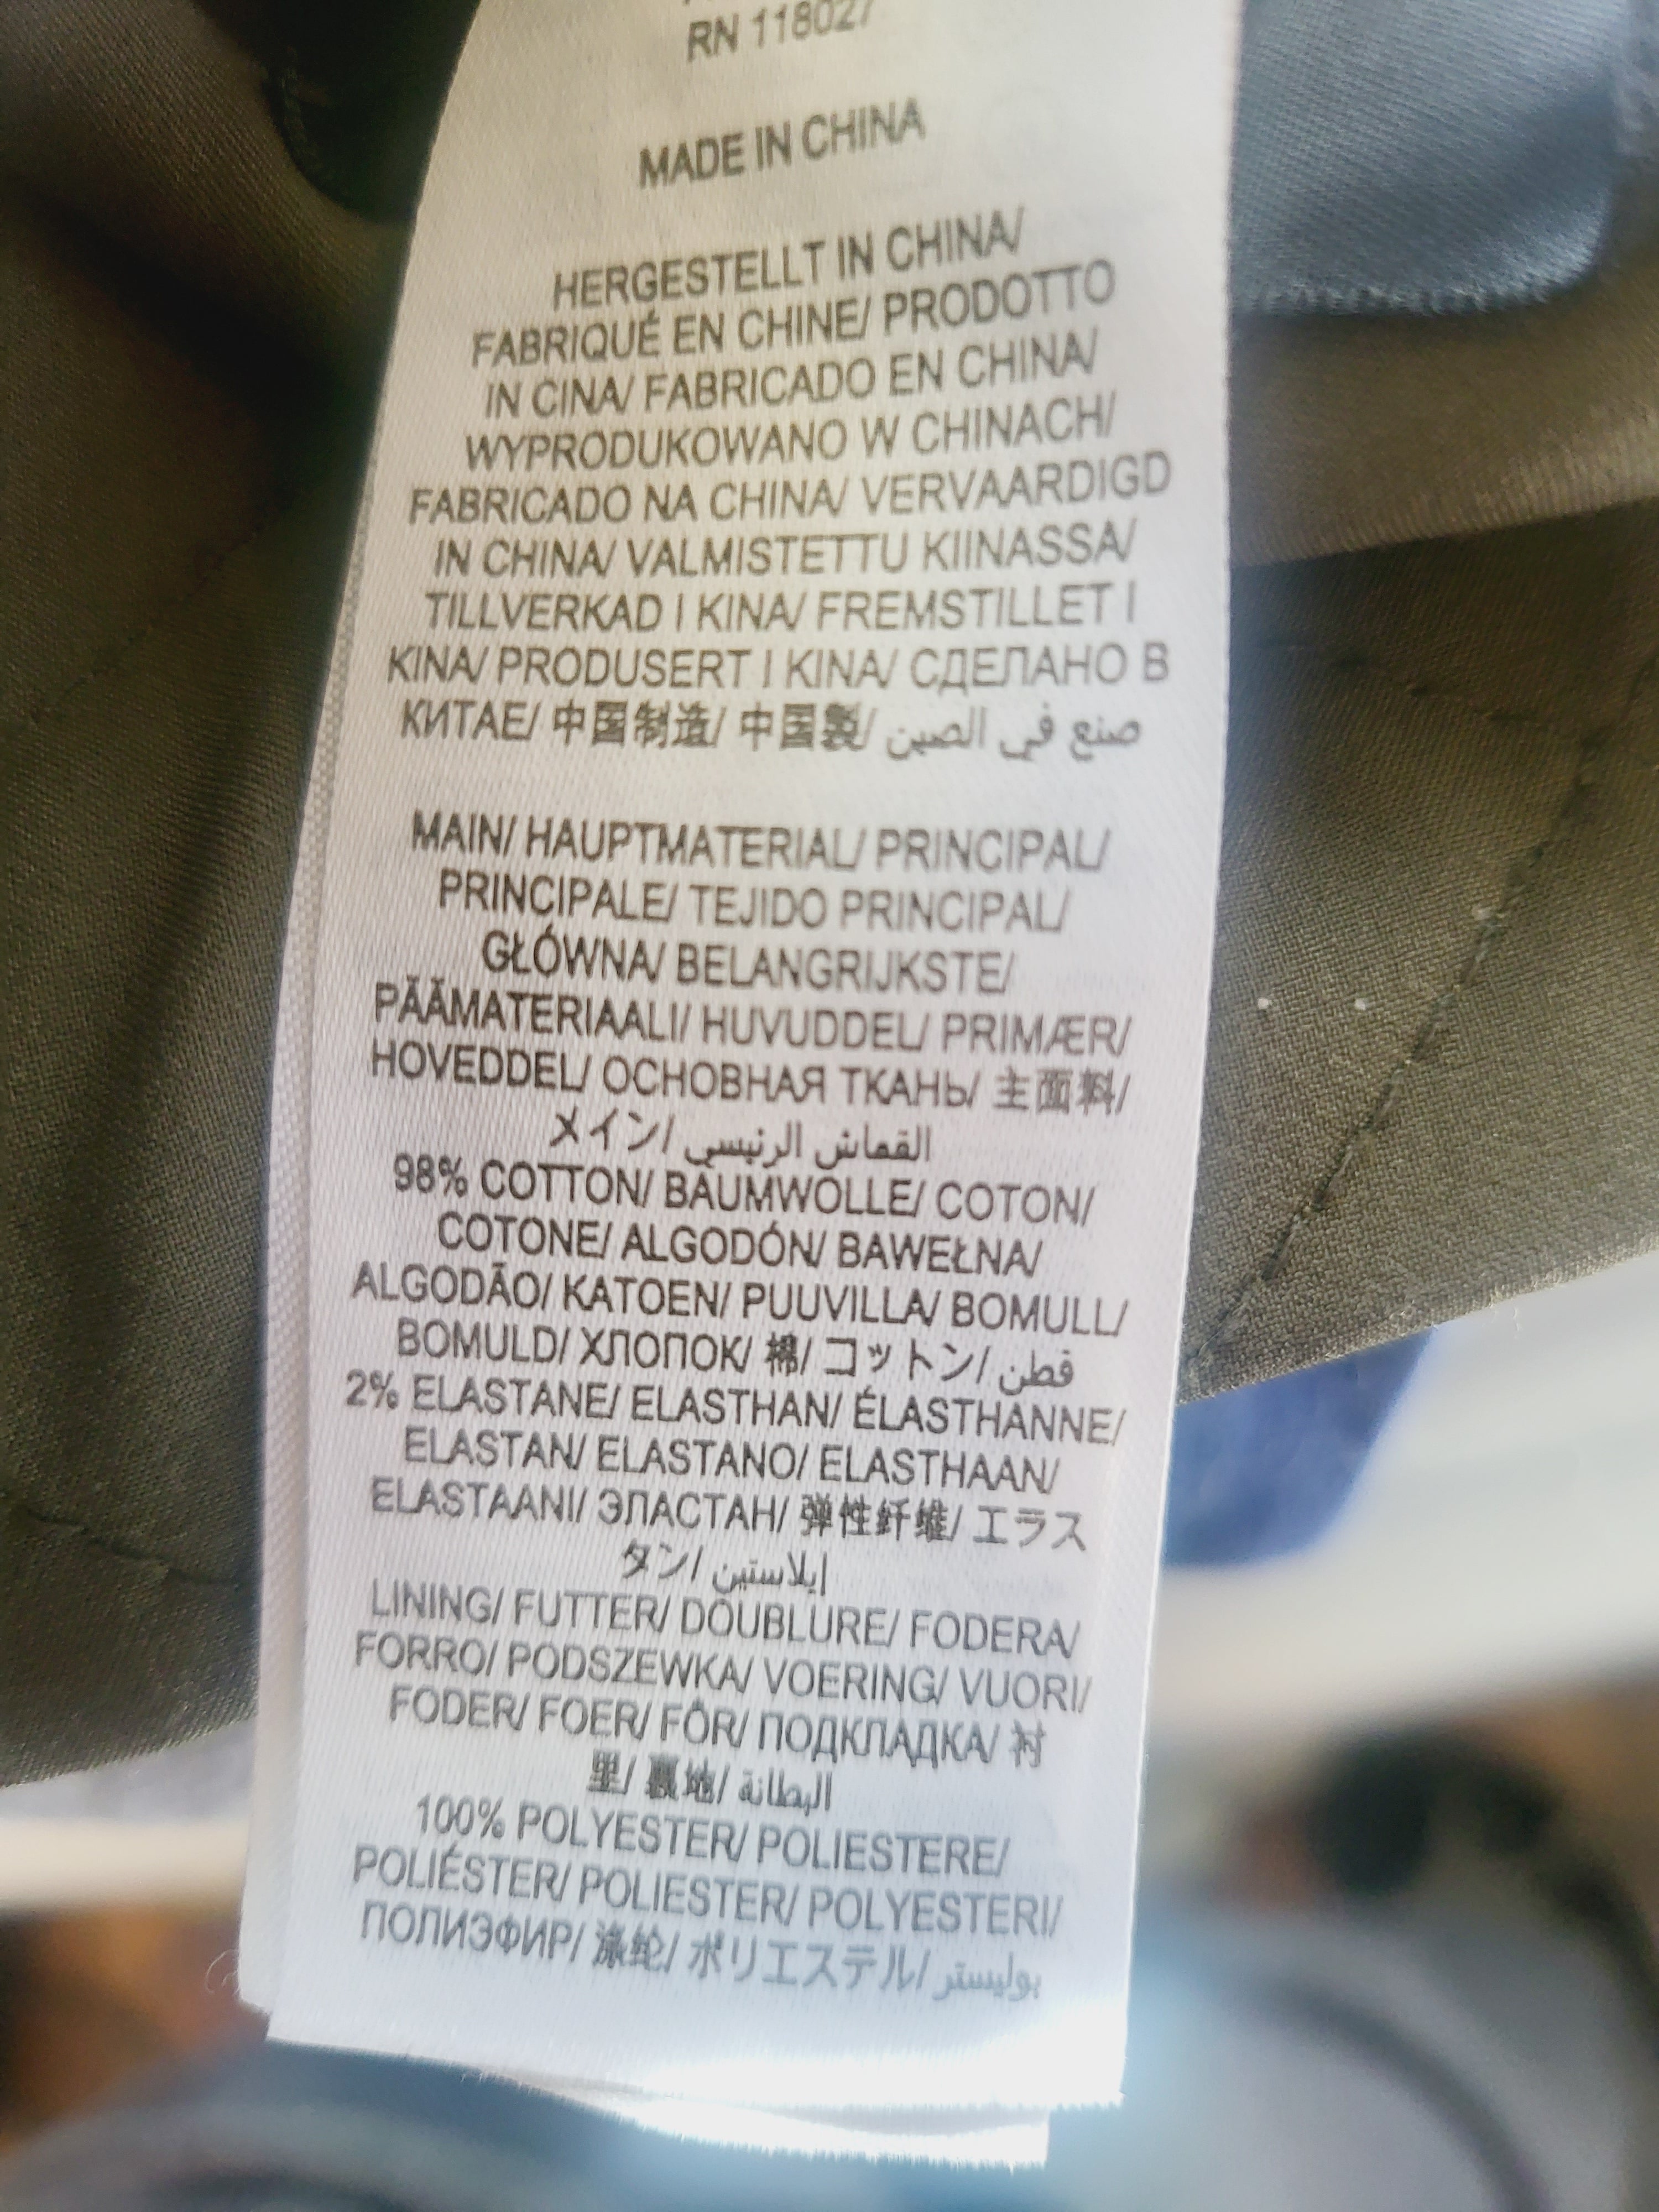 RN 118027
MADE IN CHINA
HERGESTELLT IN CHINA/
FABRIQUÉ EN CHINE/ PRODOTTO
IN CINA/ FABRICADO EN CHINA/
WYPRODUKOWANO W CHINACH/
FABRICADO NA CHINA/ VERVAARDIGD
IN CHINA/ VALMISTETTU KIINASSA/
TILLVERKAD I KINA/ FREMSTILLET I
KINA/ PRODUSERT I KINA/ СДЕЛАНО В
КИТАЕ/ 中国制造/ 中国製/ صنع في الصين
MAIN/ HAUPTMATERIAL/ PRINCIPAL/
PRINCIPALE/ TEJIDO PRINCIPAL/
GŁÓWNA/ BELANGRIJKSTE/
PÄÄMATERIAALI/ HUVUDDEL/ PRIMÆR/
HOVEDDEL/ ОСНОВНАЯ ТКАНЬ/ 主面料/
メイン/ القماش الرئيسي
98% COTTON/ BAUMWOLLE/ COTON/
COTONE/ ALGODÓN/ BAWEŁNA/
ALGODÃO/ KATOEN/ PUUVILLA/ BOMULL/
BOMULD/ ХЛОПОК/ 棉/ コットン/ قطن
2% ELASTANE/ ELASTHAN/ ÉLASTHANNE/
ELASTAN/ ELASTANO/ ELASTHAAN/
ELASTAANI/ ЭЛАСТАН/ 弹性纤维/ エラス
タン/ إيلاستين
LINING/ FUTTER/ DOUBLURE/ FODERA/
FORRO/ PODSZEWKA/ VOERING/ VUORI/
FODER/ FOER/ FÔR/ ПОДКЛАДКА/ 衬
里/ 裏地/ البطانة
100% POLYESTER/ POLIESTERE/
POLIÉSTER/ POLIESTER/ POLYESTERI/
ПОЛИЭФИР/ 涤纶/ ポリエステル/ بوليستر